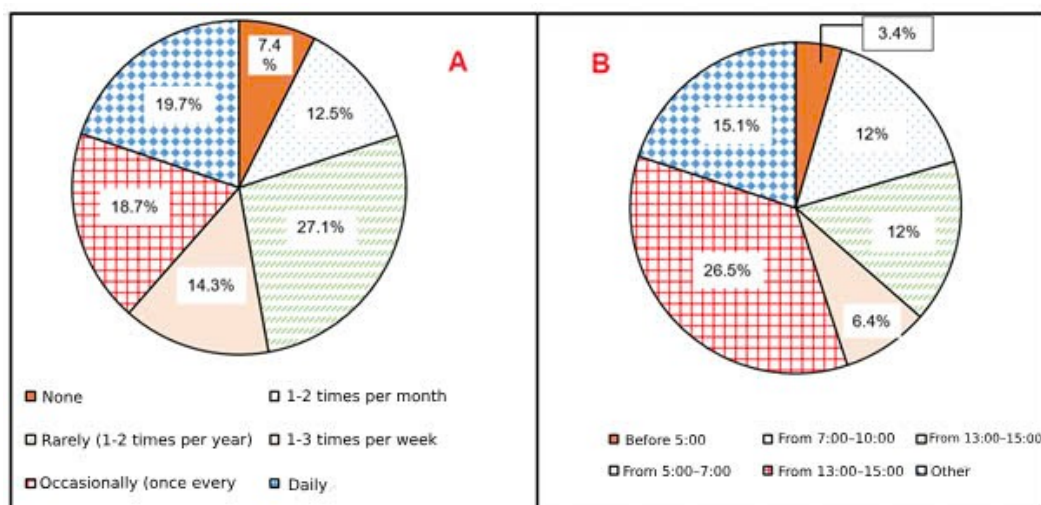 A
7.4
%
12.5%
27.1%
14.3%
18.7%
19.7%
None
1-2 times per month
Rarely (1-2 times per year)
1-3 times per week
Occasionally (once every
Daily
B
3.4%
12%
12%
6.4%
26.5%
15.1%
Before 5:00
From 7:00–10:00
From 13:00–15:00
From 5:00–7:00
From 13:00–15:00
Other